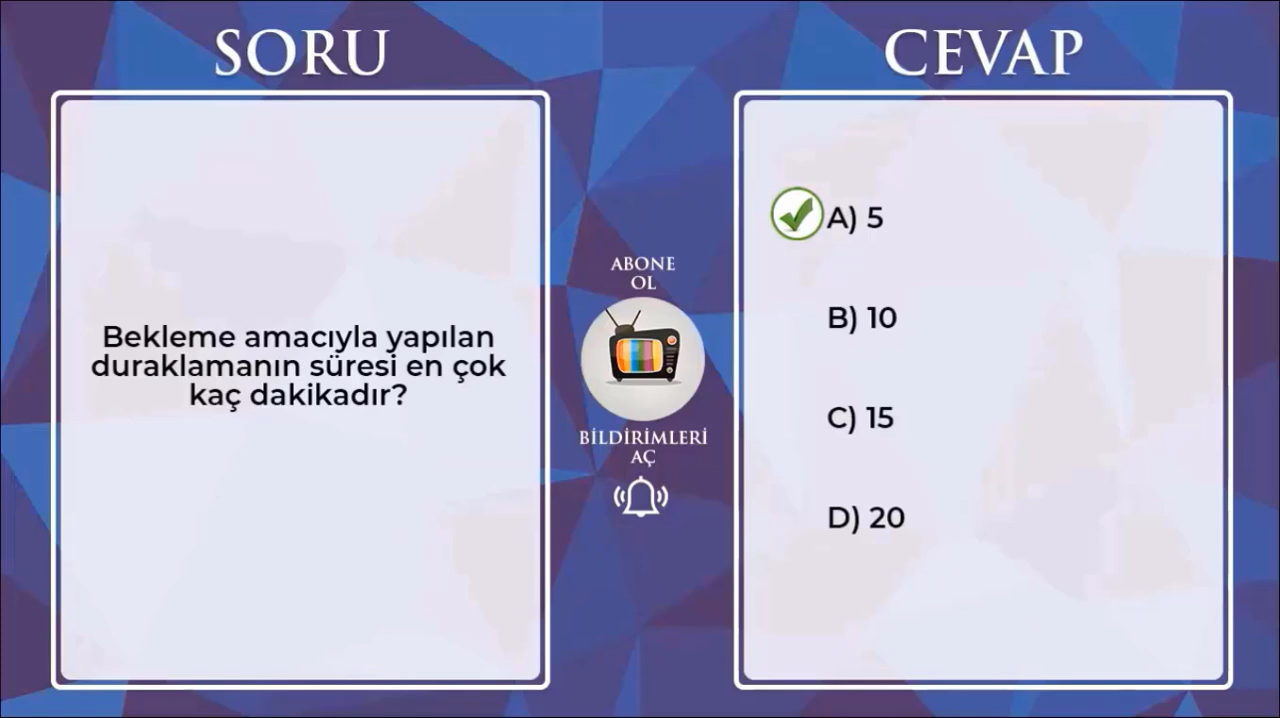 SORU
Bekleme amacıyla yapılan
duraklamanın süresi en çok
kaç dakikadır?
ABONE
OL
BİLDİRİMLERİ
AÇ
CEVAP
A) 5
B) 10
C) 15
D) 20